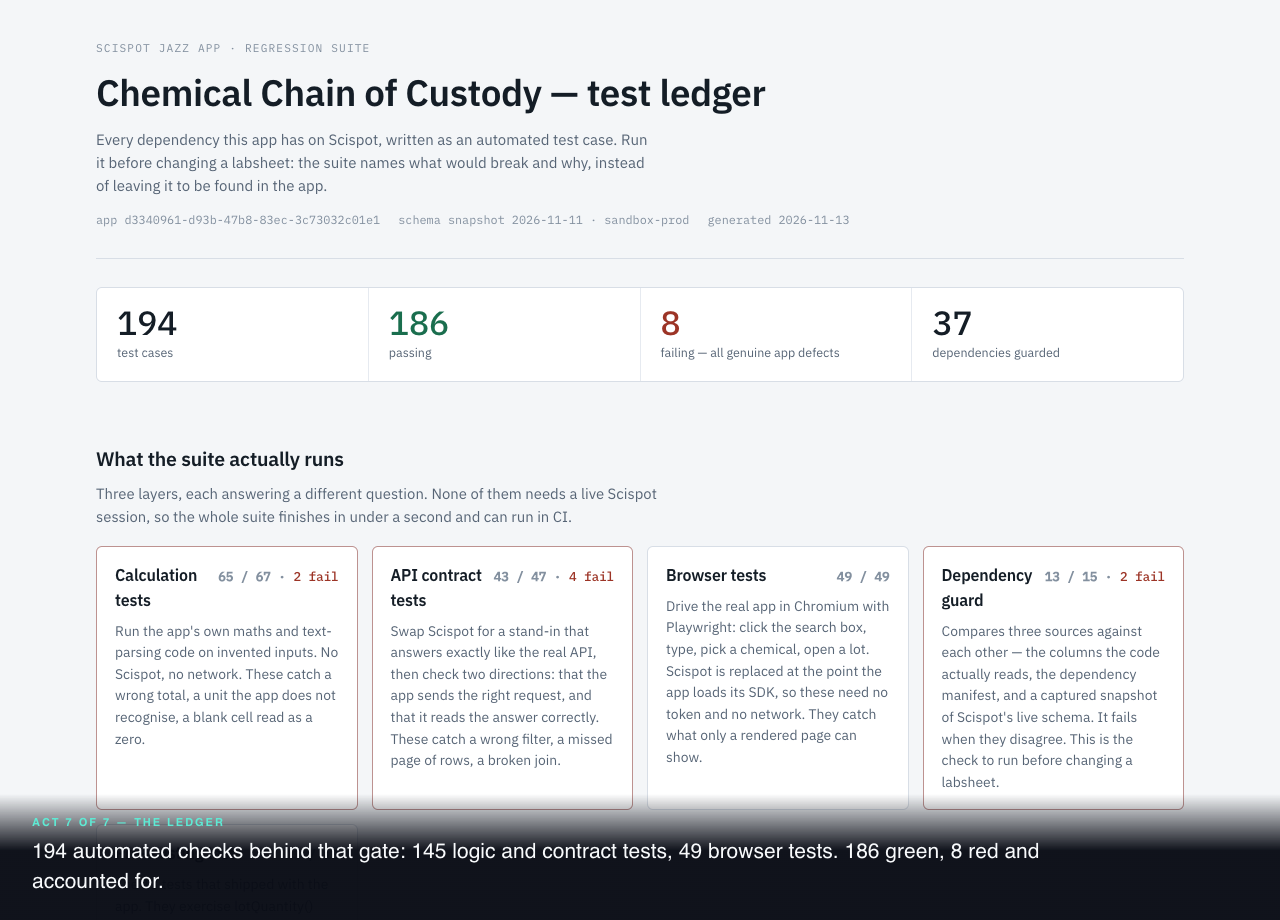 SCISPOT JAZZ APP · REGRESSION SUITE
Chemical Chain of Custody — test ledger
Every dependency this app has on Scispot, written as an automated test case. Run
it before changing a labsheet: the suite names what would break and why, instead
of leaving it to be found in the app.
app d3340961-d93b-47b8-83ec-3c73032c01e1 schema snapshot 2026-11-11 · sandbox-prod generated 2026-11-13
194
test cases
186
passing
8
failing — all genuine app defects
37
dependencies guarded
What the suite actually runs
Three layers, each answering a different question. None of them needs a live Scispot
session, so the whole suite finishes in under a second and can run in CI.
Calculation tests
65 / 67 · 2 fail
Run the app's own maths and text-
parsing code on invented inputs. No
Scispot, no network. These catch a
wrong total, a unit the app does not
recognise, a blank cell read as a
zero.
API contract tests
43 / 47 · 4 fail
Swap Scispot for a stand-in that
answers exactly like the real API,
then check two directions: that the
app sends the right request, and
that it reads the answer correctly.
These catch a wrong filter, a missed
page of rows, a broken join.
Browser tests
49 / 49
Drive the real app in Chromium with
Playwright: click the search box,
type, pick a chemical, open a lot.
Scispot is replaced at the point the
app loads its SDK, so these need no
token and no network. They catch
what only a rendered page can
show.
Dependency guard
13 / 15 · 2 fail
Compares three sources against
each other — the columns the code
actually reads, the dependency
manifest, and a captured snapshot
of Scispot's live schema. It fails
when they disagree. This is the
check to run before changing a
labsheet.
ACT 7 OF 7 — THE LEDGER
194 automated checks behind that gate: 145 logic and contract tests, 49 browser tests. 186 green, 8 red and
accounted for.